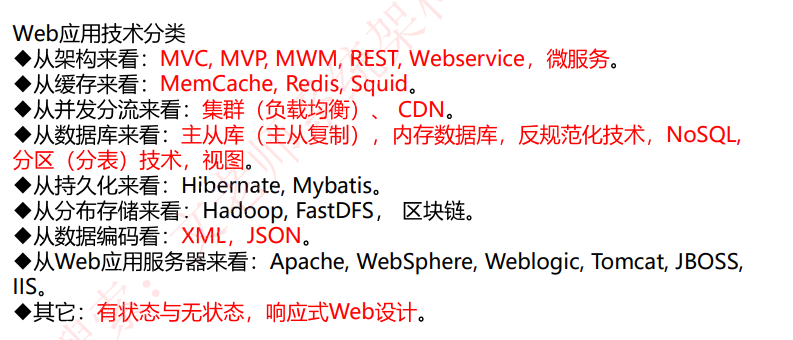 Web应用技术分类
◆从架构来看：MVC, MVP, MWM, REST, Webservice，微服务。
◆从缓存来看：MemCache, Redis, Squid。
◆从并发分流来看：集群（负载均衡）、 CDN。
◆从数据库来看：主从库（主从复制），内存数据库，反规范化技术，NoSQL，
分区（分表）技术，视图。
◆从持久化来看：Hibernate, Mybatis。
◆从分布存储来看：Hadoop, FastDFS， 区块链。
◆从数据编码看：XML，JSON。
◆从Web应用服务器来看：Apache, WebSphere, Weblogic, Tomcat, JBOSS,
IIS。
◆其它：有状态与无状态，响应式Web设计。